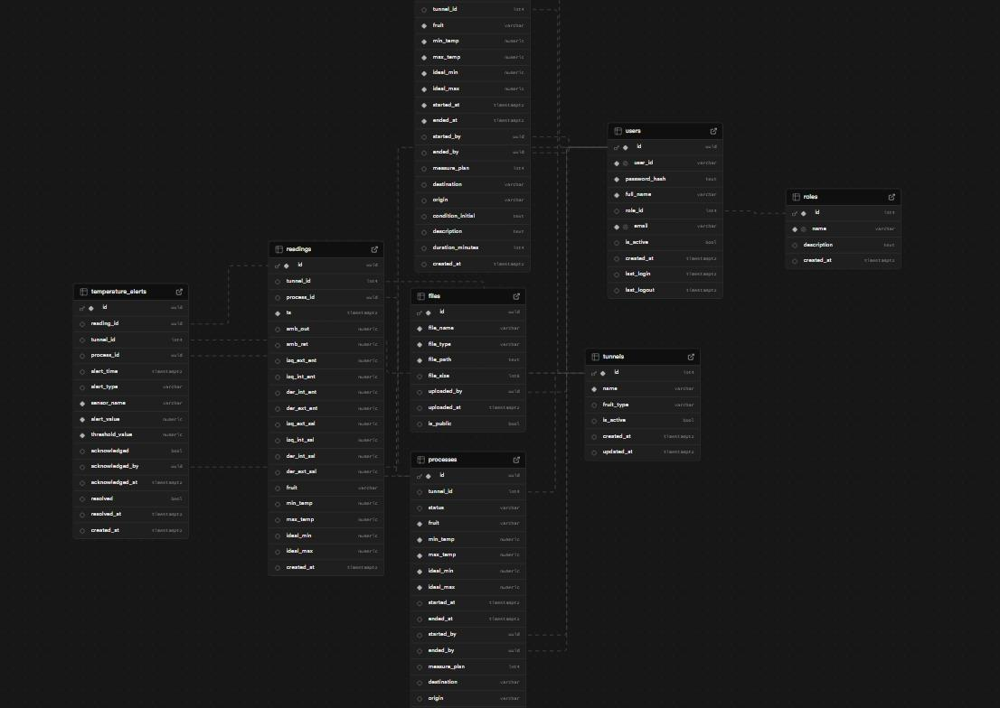 tunnel_id int4
fruit varchar
min_temp numeric
max_temp numeric
ideal_min numeric
ideal_max numeric
started_at timestamptz
ended_at timestamptz
started_by uuid
ended_by uuid
measure_plan int4
destination varchar
origin varchar
condition_initial text
description text
duration_minutes int4
created_at timestamptz
users
id uuid
user_id varchar
password_hash text
full_name varchar
role_id int4
email varchar
is_active bool
created_at timestamptz
last_login timestamptz
last_logout timestamptz
roles
id int4
name varchar
description text
created_at timestamptz
readings
id uuid
tunnel_id int4
process_id uuid
ts timestamptz
amb_out numeric
amb_ret numeric
izq_ext_ent numeric
izq_int_ent numeric
der_int_ent numeric
der_ext_ent numeric
izq_ext_sal numeric
izq_int_sal numeric
der_int_sal numeric
der_ext_sal numeric
fruit varchar
min_temp numeric
max_temp numeric
ideal_min numeric
ideal_max numeric
created_at timestamptz
temperature_alerts
id uuid
reading_id uuid
tunnel_id int4
process_id uuid
alert_time timestamptz
alert_type varchar
sensor_name varchar
alert_value numeric
threshold_value numeric
acknowledged bool
acknowledged_by uuid
acknowledged_at timestamptz
resolved bool
resolved_at timestamptz
created_at timestamptz
files
id uuid
file_name varchar
file_type varchar
file_path text
file_size int8
uploaded_by uuid
uploaded_at timestamptz
is_public bool
tunnels
id int4
name varchar
fruit_type varchar
is_active bool
created_at timestamptz
updated_at timestamptz
processes
id uuid
tunnel_id int4
status varchar
fruit varchar
min_temp numeric
max_temp numeric
ideal_min numeric
ideal_max numeric
started_at timestamptz
ended_at timestamptz
started_by uuid
ended_by uuid
measure_plan int4
destination varchar
origin varchar